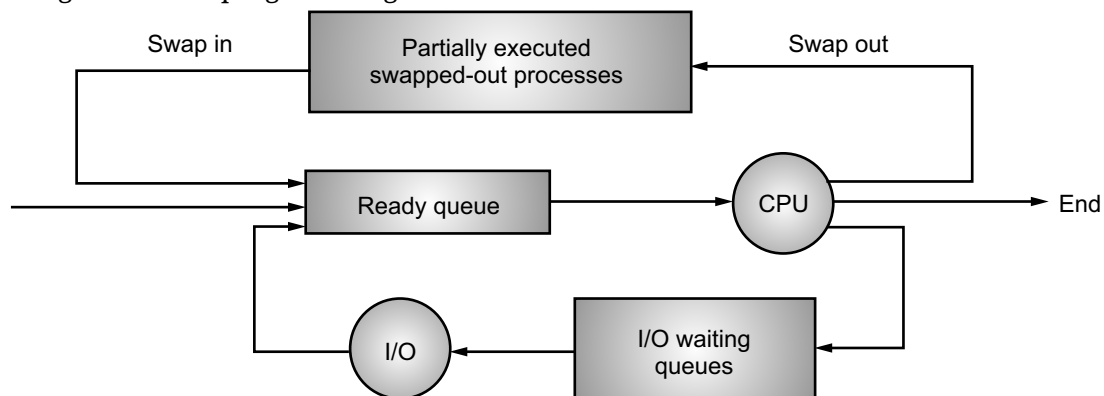 Swap in
Partially executed
swapped-out processes
Swap out
Ready queue
CPU
End
I/O
I/O waiting
queues